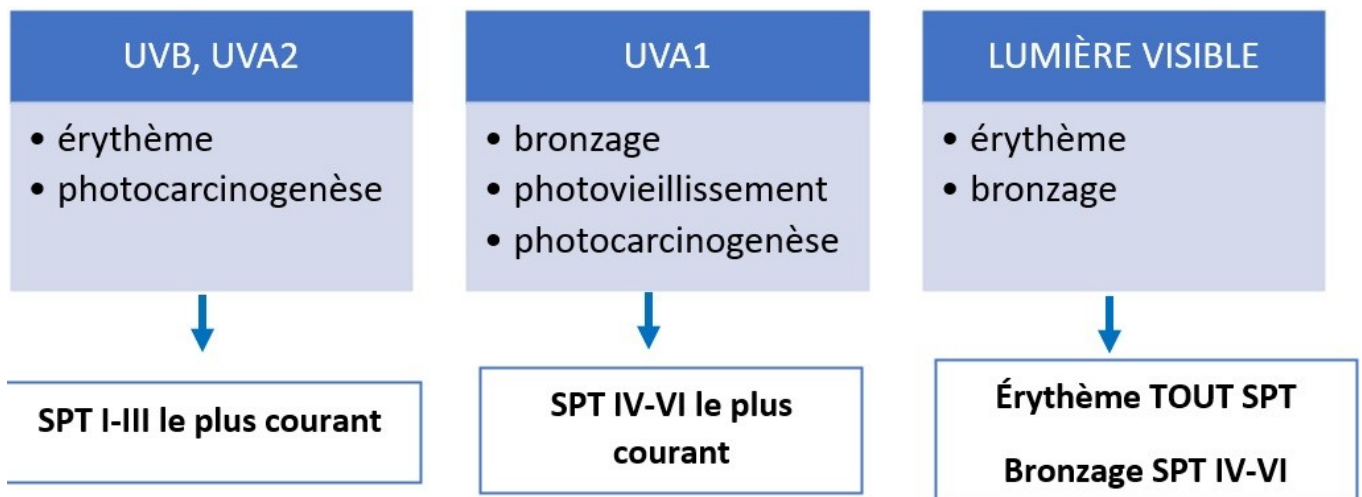 UVB, UVA2
• érythème
• photocarcinogenèse
SPT I-III le plus courant
UVA1
• bronzage
• photovieillissement
• photocarcinogenèse
SPT IV-VI le plus
courant
LUMIÈRE VISIBLE
• érythème
• bronzage
Érythème TOUT SPT
Bronzage SPT IV-VI